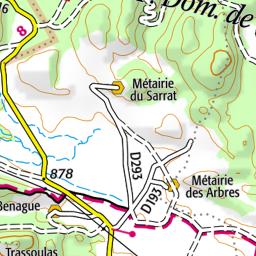 Dom. de
8
Métairie
du Sarrat
D293
878
D193
Métairie
des Arbres
Benague
Trassoulas